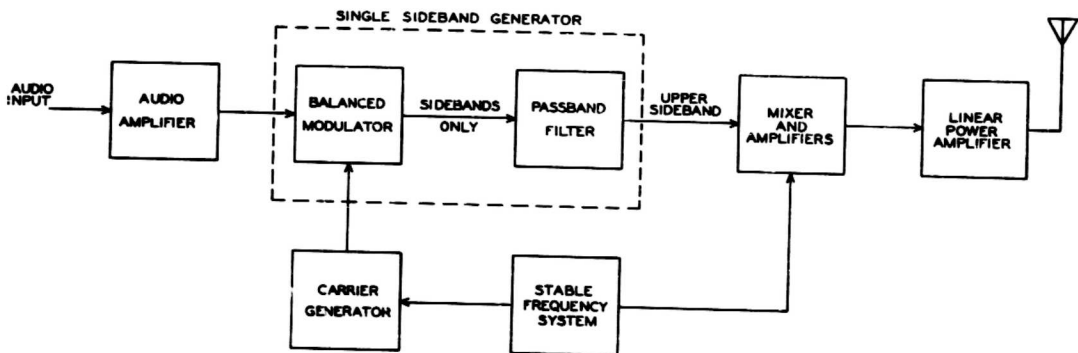 SINGLE SIDEBAND GENERATOR
AUDIO
INPUT
AUDIO
AMPLIFIER
BALANCED
MODULATOR
SIDEBANDS
ONLY
PASSBAND
FILTER
UPPER
SIDEBAND
MIXER
AND
AMPLIFIERS
LINEAR
POWER
AMPLIFIER
CARRIER
GENERATOR
STABLE
FREQUENCY
SYSTEM